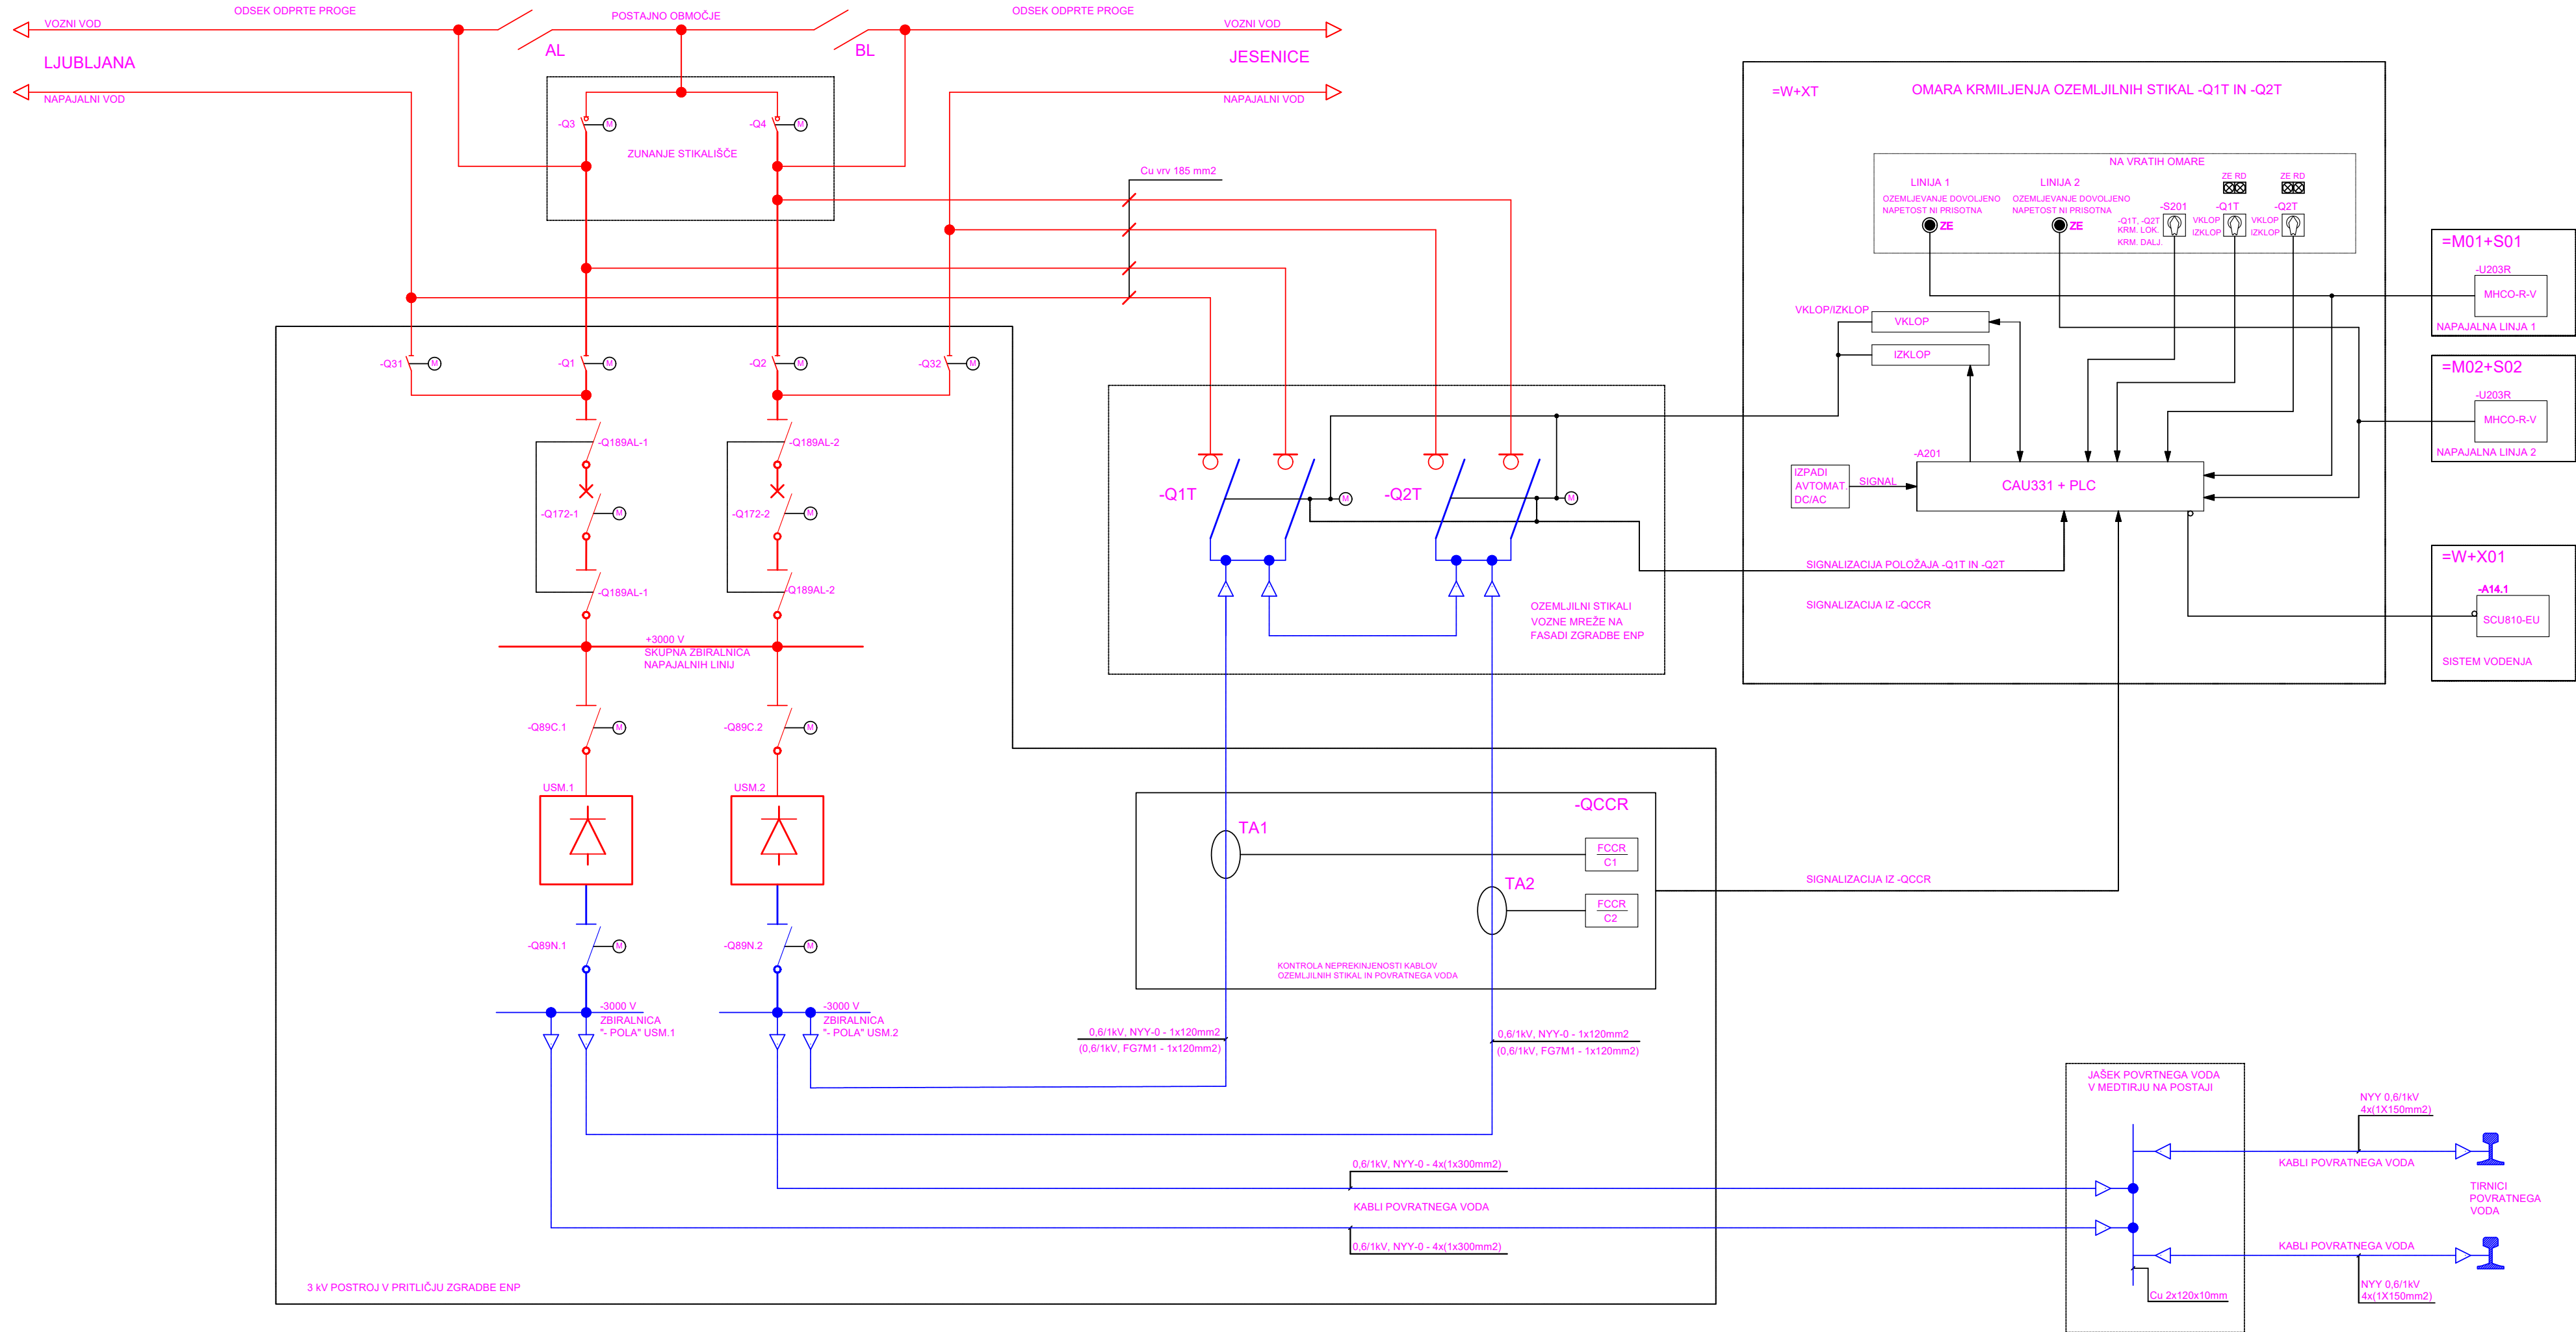 ODSEK ODPRTE PROGE
POSTAJNO OBMOČJE
ODSEK ODPRTE PROGE
VOZNI VOD
VOZNI VOD
AL
BL
LJUBLJANA
JESENICE
NAPAJALNI VOD
NAPAJALNI VOD
-Q3
M
-Q4
M
ZUNANJE STIKALIŠČE
Cu vrv 185 mm2
=W+XT
OMARA KRMILJENJA OZEMLJILNIH STIKAL -Q1T IN -Q2T
NA VRATIH OMARE
LINIJA 1
OZEMLJEVANJE DOVOLJENO
NAPETOST NI PRISOTNA
ZE
LINIJA 2
OZEMLJEVANJE DOVOLJENO
NAPETOST NI PRISOTNA
ZE
-S201
-Q1T, -Q2T
KRM. LOK.
KRM. DALJ.
ZE RD
-Q1T
VKLOP
IZKLOP
ZE RD
-Q2T
VKLOP
IZKLOP
=M01+S01
-U203R
MHCO-R-V
NAPAJALNA LINJA 1
=M02+S02
-U203R
MHCO-R-V
NAPAJALNA LINJA 2
=W+X01
-A14.1
SCU810-EU
SISTEM VODENJA
VKLOP/IZKLOP
VKLOP
IZKLOP
-A201
CAU331 + PLC
IZPADI
AVTOMAT.
DC/AC
SIGNAL
SIGNALIZACIJA POLOŽAJA -Q1T IN -Q2T
SIGNALIZACIJA IZ -QCCR
-Q31
M
-Q1
M
-Q2
M
-Q32
M
-Q189AL-1
-Q189AL-2
-Q172-1
M
-Q172-2
M
-Q189AL-1
-Q189AL-2
+3000 V
SKUPNA ZBIRALNICA
NAPAJALNIH LINIJ
-Q89C.1
M
-Q89C.2
M
USM.1
USM.2
-Q89N.1
M
-Q89N.2
M
-3000 V
ZBIRALNICA
"- POLA" USM.1
-3000 V
ZBIRALNICA
"- POLA" USM.2
-Q1T
M
-Q2T
M
OZEMLJILNI STIKALI
VOZNE MREŽE NA
FASADI ZGRADBE ENP
-QCCR
TA1
FCCR
C1
TA2
FCCR
C2
KONTROLA NEPREKINJENOSTI KABLOV
OZEMLJILNIH STIKAL IN POVRATNEGA VODA
SIGNALIZACIJA IZ -QCCR
0,6/1kV, NYY-0 - 1x120mm2
(0,6/1kV, FG7M1 - 1x120mm2)
0,6/1kV, NYY-0 - 1x120mm2
(0,6/1kV, FG7M1 - 1x120mm2)
0,6/1kV, NYY-0 - 4x(1x300mm2)
KABLI POVRATNEGA VODA
0,6/1kV, NYY-0 - 4x(1x300mm2)
3 kV POSTROJ V PRITLIČJU ZGRADBE ENP
JAŠEK POVRTNEGA VODA
V MEDTIRJU NA POSTAJI
NYY 0,6/1kV
4x(1X150mm2)
KABLI POVRATNEGA VODA
TIRNICI
POVRATNEGA
VODA
KABLI POVRATNEGA VODA
NYY 0,6/1kV
4x(1X150mm2)
Cu 2x120x10mm